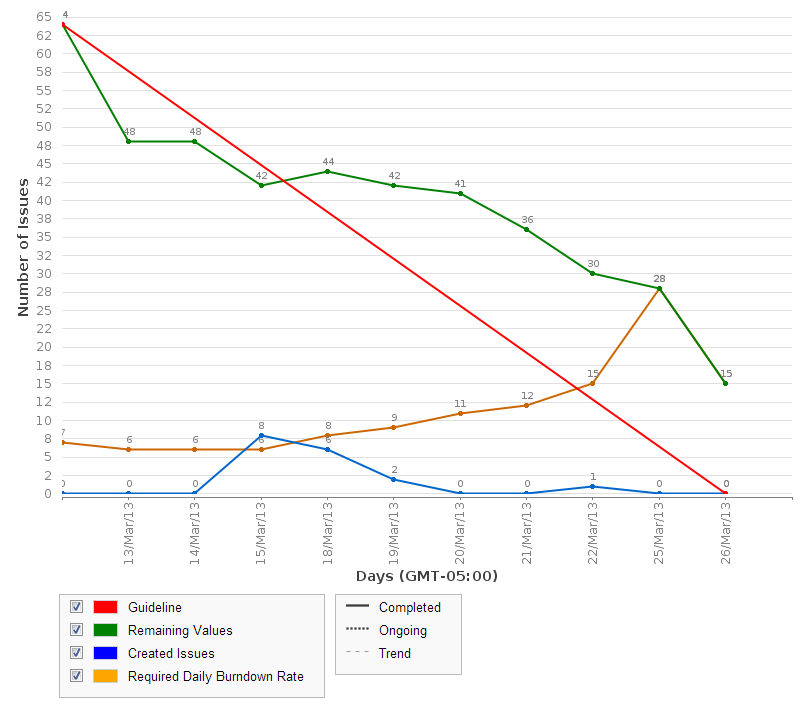 65
62
60
58
55
52
50
48
45
42
40
38
35
32
30
28
25
22
20
18
15
12
10
8
5
2
0
Number of Issues
4
48 48 42 44 42 41 36 30 28 15
7 6 6 6 8 9 11 12 15
0 0 0 8 6 2 0 0 1 0 0
13/Mar/13 14/Mar/13 15/Mar/13 18/Mar/13 19/Mar/13 20/Mar/13 21/Mar/13 22/Mar/13 25/Mar/13 26/Mar/13
Days (GMT-05:00)
Guideline
Remaining Values
Created Issues
Required Daily Burndown Rate
Completed
Ongoing
Trend